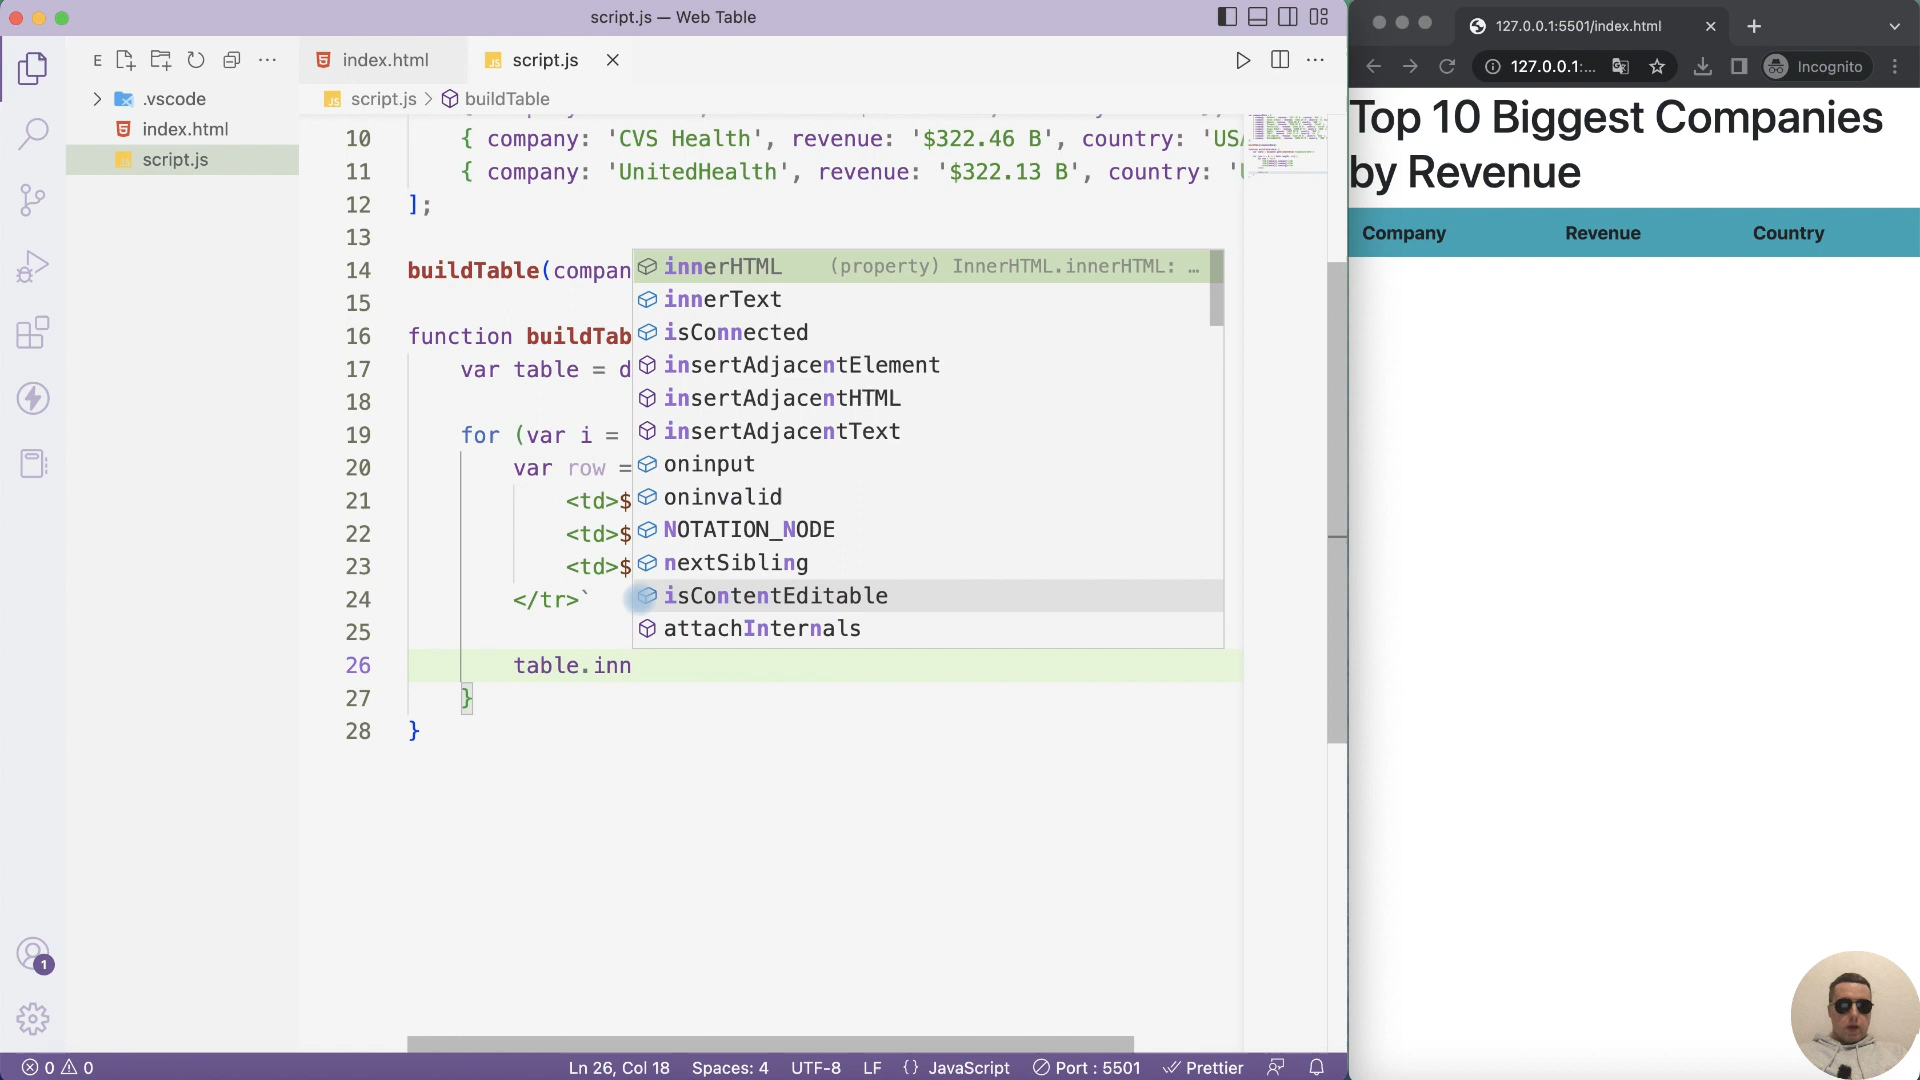 script.js — Web Table
E
.vscode
index.html
script.js
index.html
script.js
script.js > buildTable
10 { company: 'CVS Health', revenue: '$322.46 B', country: 'USA
11 { company: 'UnitedHealth', revenue: '$322.13 B', country: 'U
12 ];
13
14 buildTable(compan
15
16 function buildTab
17 var table = d
18
19 for (var i =
20 var row =
21 <td>$
22 <td>$
23 <td>$
24 </tr>`
25
26 table.inn
27 }
28 }
innerHTML (property) InnerHTML.innerHTML: …
innerText
isConnected
insertAdjacentElement
insertAdjacentHTML
insertAdjacentText
oninput
oninvalid
NOTATION_NODE
nextSibling
isContentEditable
attachInternals
1
0 0
Ln 26, Col 18
Spaces: 4
UTF-8
LF
{} JavaScript
Port : 5501
Prettier
127.0.0.1:5501/index.html
127.0.0.1:...
Incognito
Top 10 Biggest Companies
by Revenue
Company Revenue Country